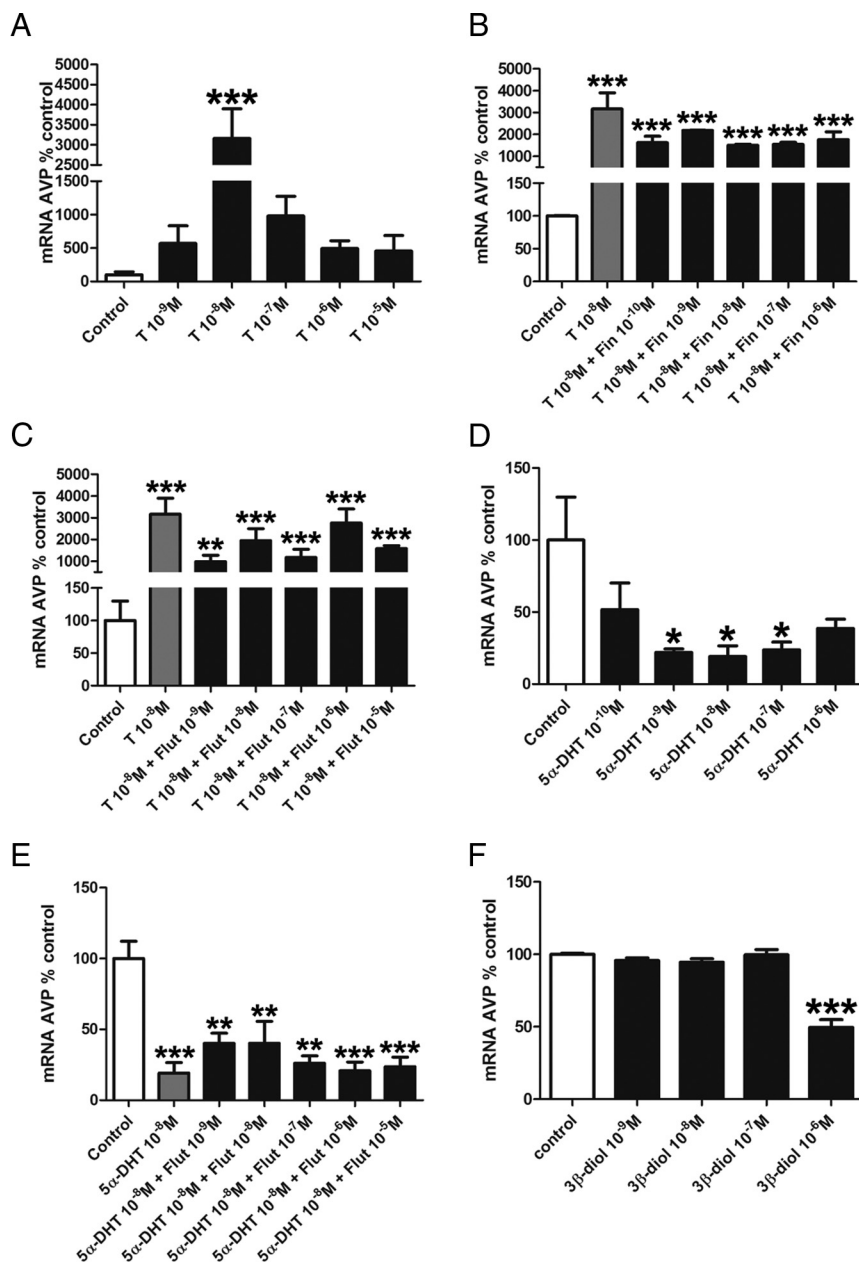 A
mRNA AVP % control
5000
4500
4000
3500
3000
2500
1500
1000
500
0
***
Control
T 10⁻⁹M
T 10⁻⁸M
T 10⁻⁷M
T 10⁻⁶M
T 10⁻⁵M
B
mRNA AVP % control
5000
4000
3000
2000
1000
150
100
50
0
***
***
***
***
***
***
Control
T 10⁻⁸M
T 10⁻⁸M + Fin 10⁻¹⁰M
T 10⁻⁸M + Fin 10⁻⁹M
T 10⁻⁸M + Fin 10⁻⁸M
T 10⁻⁸M + Fin 10⁻⁷M
T 10⁻⁸M + Fin 10⁻⁶M
C
mRNA AVP % control
5000
4000
3000
2000
1000
150
100
50
0
***
**
***
***
***
***
Control
T 10⁻⁸M
T 10⁻⁸M + Flut 10⁻⁹M
T 10⁻⁸M + Flut 10⁻⁸M
T 10⁻⁸M + Flut 10⁻⁷M
T 10⁻⁸M + Flut 10⁻⁶M
T 10⁻⁸M + Flut 10⁻⁵M
D
mRNA AVP % control
150
100
50
0
*
*
*
Control
5α-DHT 10⁻¹⁰M
5α-DHT 10⁻⁹M
5α-DHT 10⁻⁸M
5α-DHT 10⁻⁷M
5α-DHT 10⁻⁶M
E
mRNA AVP % control
150
100
50
0
***
**
**
**
***
***
Control
5α-DHT 10⁻⁸M
5α-DHT 10⁻⁸M + Flut 10⁻⁹M
5α-DHT 10⁻⁸M + Flut 10⁻⁸M
5α-DHT 10⁻⁸M + Flut 10⁻⁷M
5α-DHT 10⁻⁸M + Flut 10⁻⁶M
5α-DHT 10⁻⁸M + Flut 10⁻⁵M
F
mRNA AVP % control
150
100
50
0
***
control
3β-diol 10⁻⁹M
3β-diol 10⁻⁸M
3β-diol 10⁻⁷M
3β-diol 10⁻⁶M